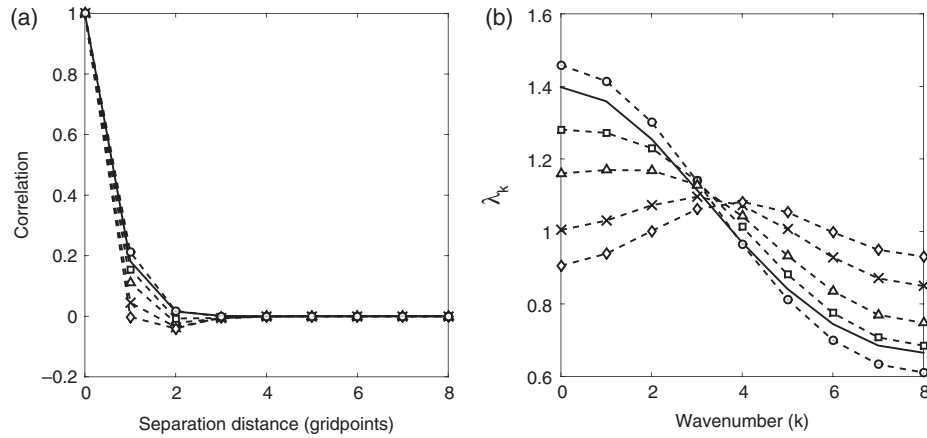 (a)
1
0.8
0.6
0.4
0.2
0
−0.2
Correlation
0 2 4 6 8
Separation distance (gridpoints)
(b)
1.6
1.4
1.2
1
0.8
0.6
λk
0 2 4 6 8
Wavenumber (k)